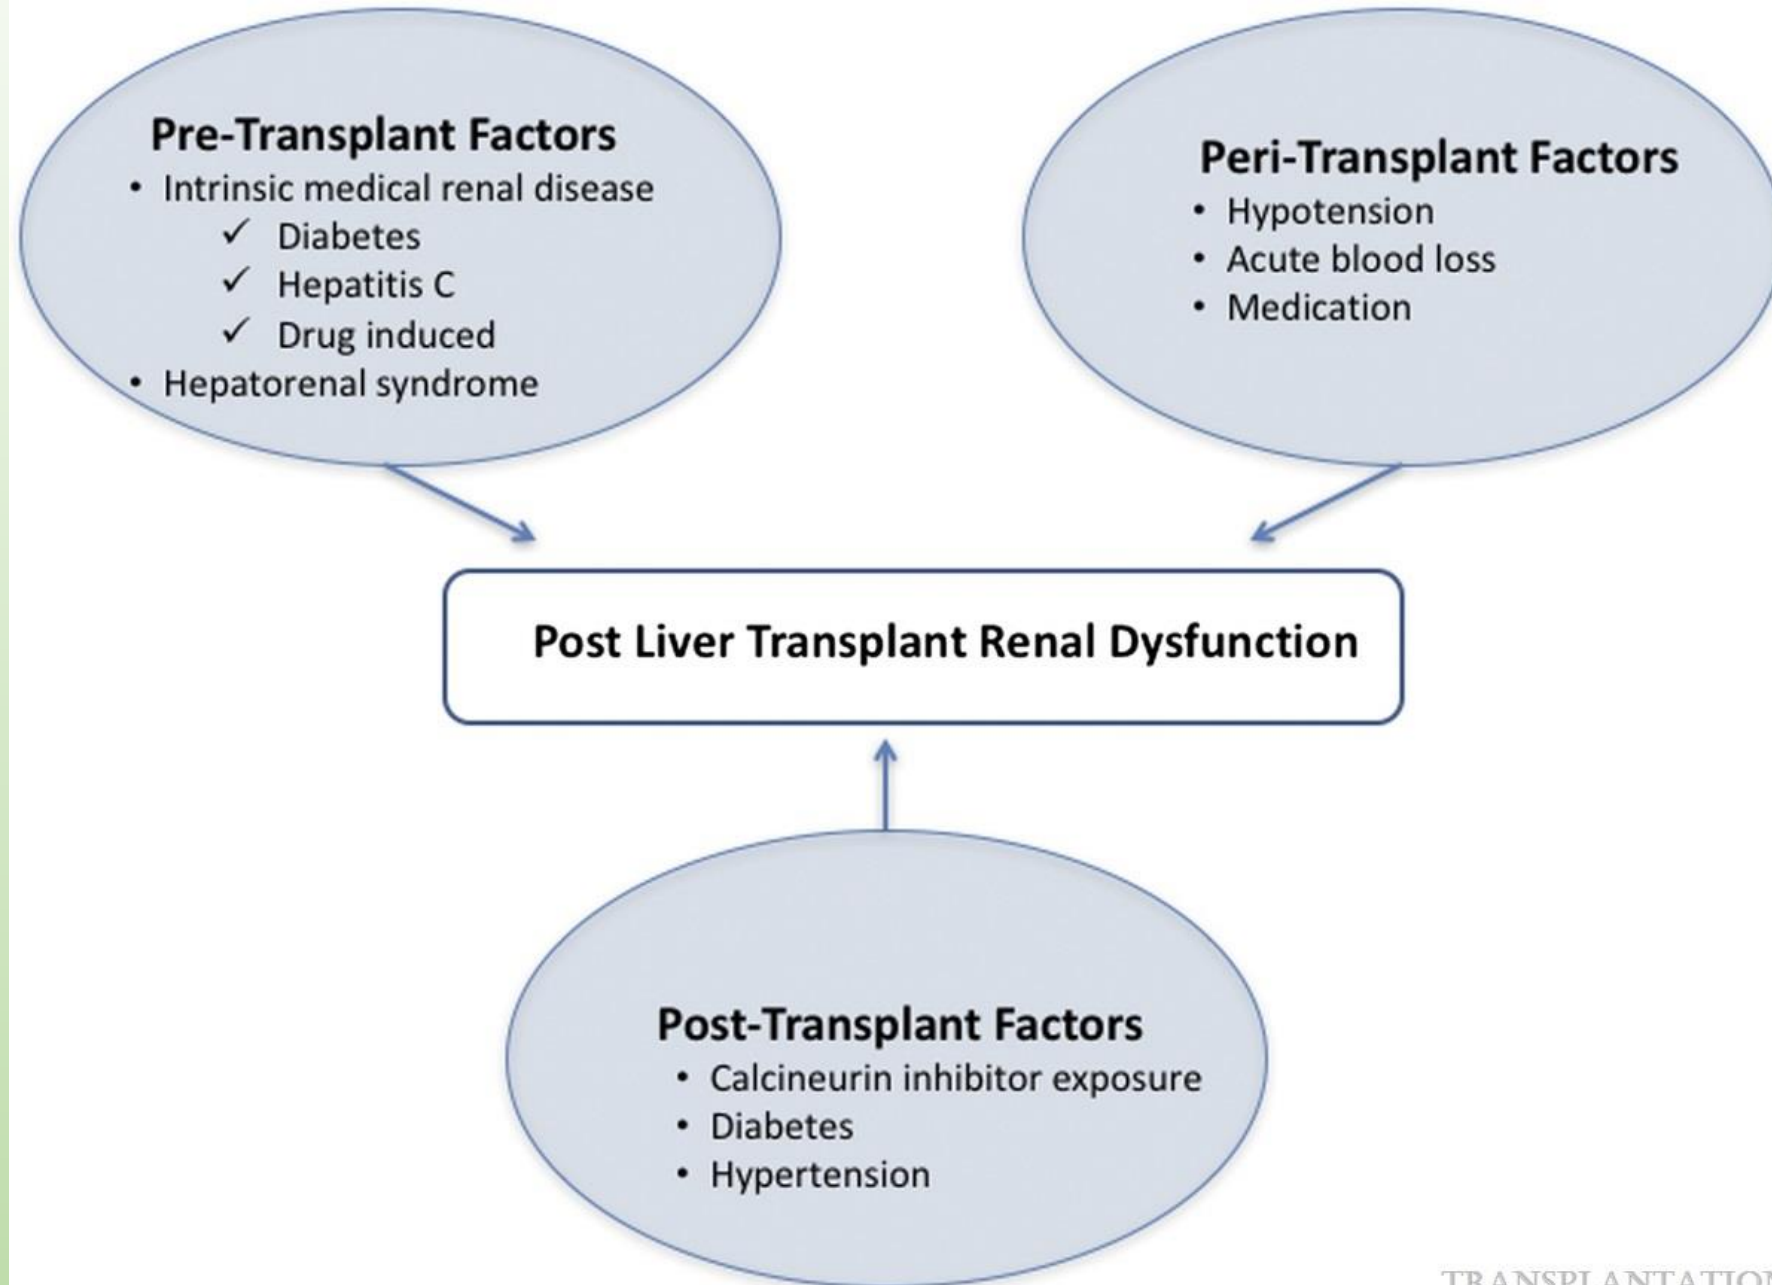 Pre-Transplant Factors
• Intrinsic medical renal disease
✓ Diabetes
✓ Hepatitis C
✓ Drug induced
• Hepatorenal syndrome
Peri-Transplant Factors
• Hypotension
• Acute blood loss
• Medication
Post Liver Transplant Renal Dysfunction
Post-Transplant Factors
• Calcineurin inhibitor exposure
• Diabetes
• Hypertension
TRANSPLANTATION